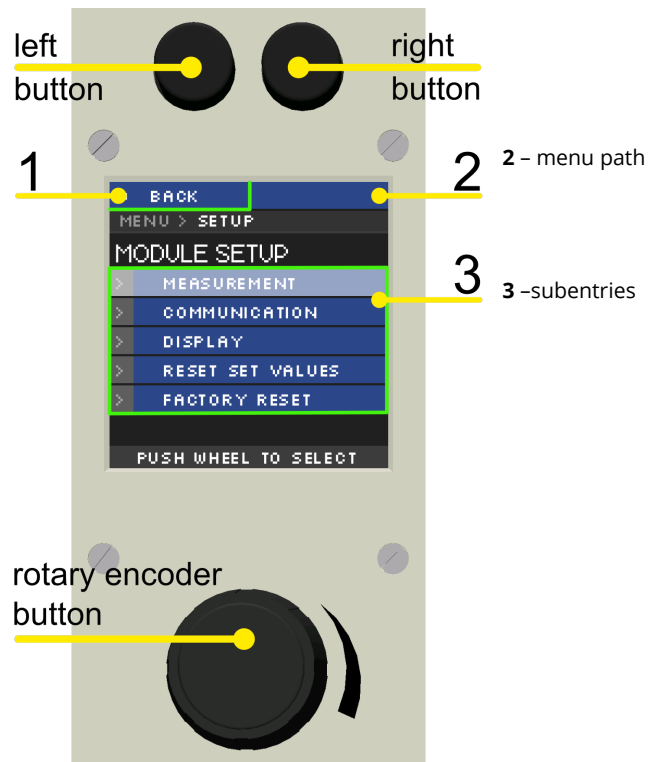 left
button
right
button
1
2
2 – menu path
BACK
MENU > SETUP
MODULE SETUP
3
3 –subentries
> MEASUREMENT
> COMMUNICATION
> DISPLAY
> RESET SET VALUES
> FACTORY RESET
PUSH WHEEL TO SELECT
rotary encoder
button